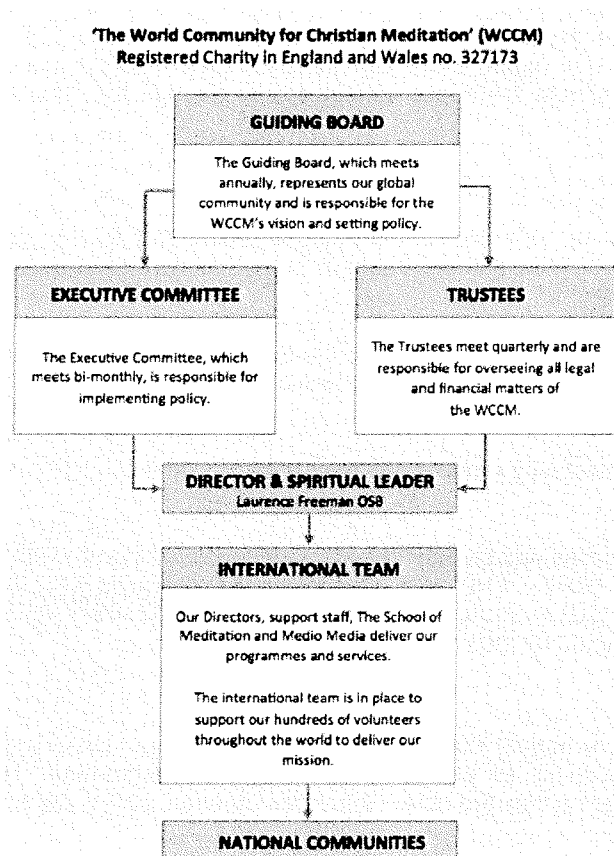 'The World Community for Christian Meditation' (WCCM)
Registered Charity in England and Wales no. 327173
GUIDING BOARD
The Guiding Board, which meets
annually, represents our global
community and is responsible for the
WCCM's vision and setting policy.
EXECUTIVE COMMITTEE
The Executive Committee, which
meets bi-monthly, is responsible for
implementing policy.
TRUSTEES
The Trustees meet quarterly and are
responsible for overseeing all legal
and financial matters of
the WCCM.
DIRECTOR & SPIRITUAL LEADER
Laurence Freeman OSB
INTERNATIONAL TEAM
Our Directors, support staff, The School of
Meditation and Medio Media deliver our
programmes and services.
The international team is in place to
support our hundreds of volunteers
throughout the world to deliver our
mission.
NATIONAL COMMUNITIES